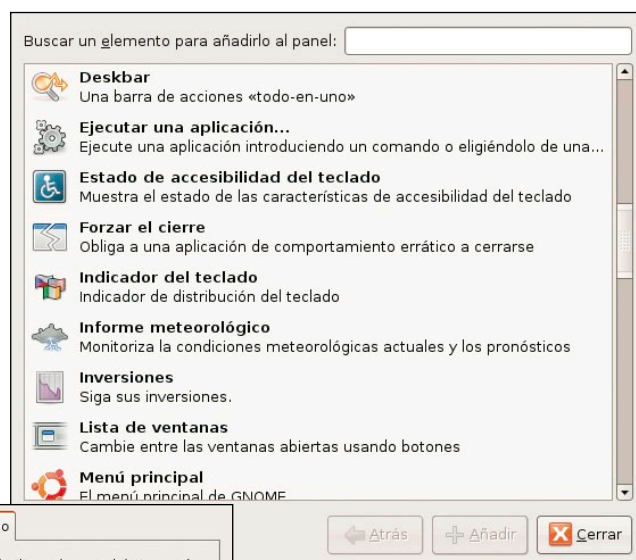 Buscar un elemento para añadirlo al panel:
Deskbar
Una barra de acciones «todo-en-uno»
Ejecutar una aplicación...
Ejecute una aplicación introduciendo un comando o eligiéndolo de una...
Estado de accesibilidad del teclado
Muestra el estado de las características de accesibilidad del teclado
Forzar el cierre
Obliga a una aplicación de comportamiento errático a cerrarse
Indicador del teclado
Indicador de distribución del teclado
Informe meteorológico
Monitoriza la condiciones meteorológicas actuales y los pronósticos
Inversiones
Siga sus inversiones.
Lista de ventanas
Cambie entre las ventanas abiertas usando botones
Menú principal
El menú principal de GNOME
Atrás
Añadir
Cerrar